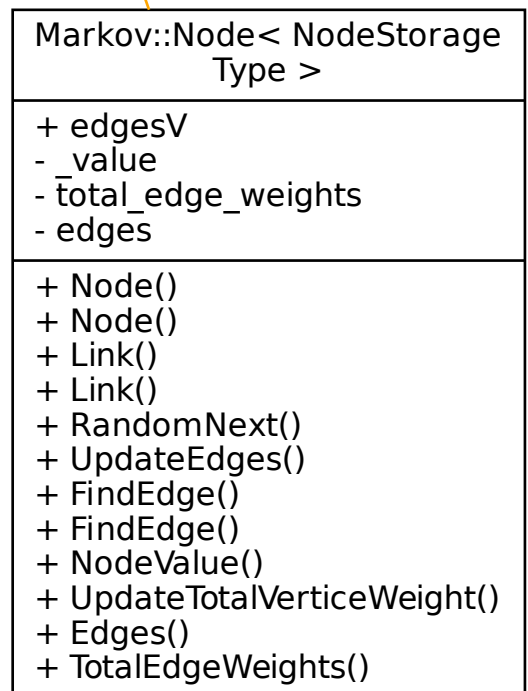 Markov::Node< NodeStorage
Type >
+ edgesV
- _value
- total_edge_weights
- edges
+ Node()
+ Node()
+ Link()
+ Link()
+ RandomNext()
+ UpdateEdges()
+ FindEdge()
+ FindEdge()
+ NodeValue()
+ UpdateTotalVerticeWeight()
+ Edges()
+ TotalEdgeWeights()